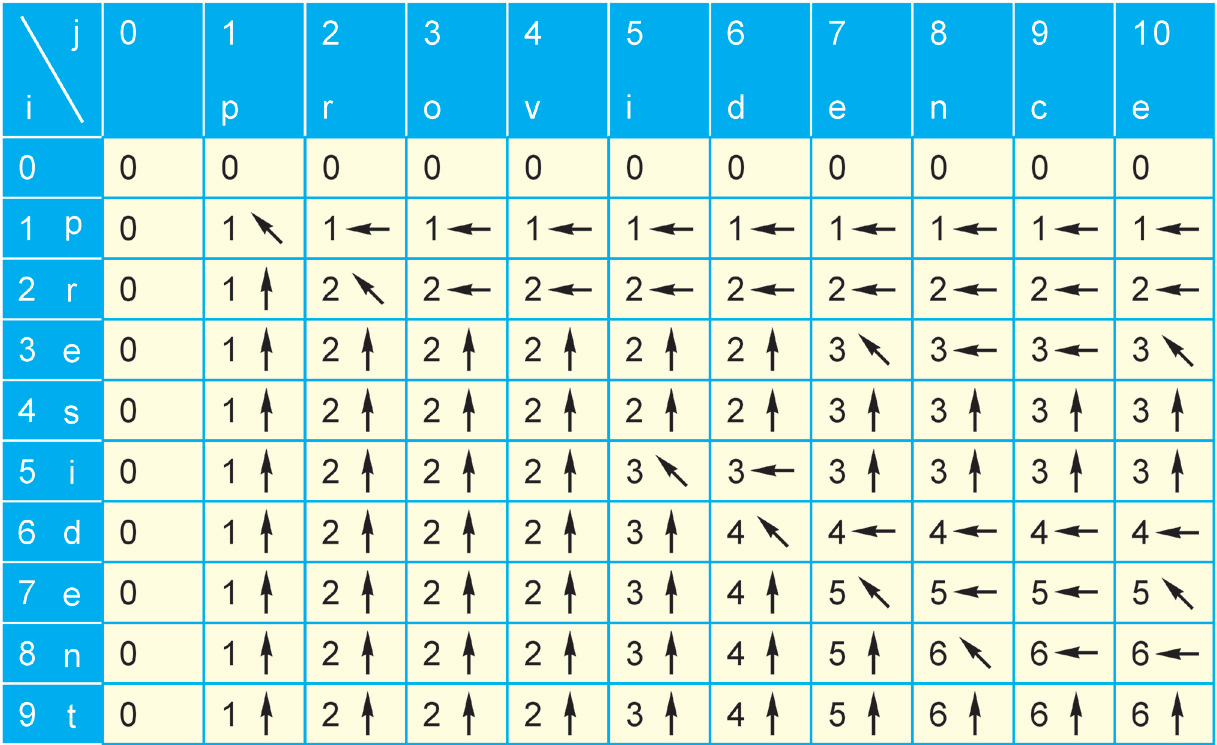 j 0 1 2 3 4 5 6 7 8 9 10
i p r o v i d e n c e
0 0 0 0 0 0 0 0 0 0 0 0
1 p 0 1 ↖ 1 ← 1 ← 1 ← 1 ← 1 ← 1 ← 1 ← 1 ← 1 ←
2 r 0 1 ↑ 2 ↖ 2 ← 2 ← 2 ← 2 ← 2 ← 2 ← 2 ← 2 ←
3 e 0 1 ↑ 2 ↑ 2 ↑ 2 ↑ 2 ↑ 2 ↑ 3 ↖ 3 ← 3 ← 3 ↖
4 s 0 1 ↑ 2 ↑ 2 ↑ 2 ↑ 2 ↑ 2 ↑ 3 ↑ 3 ↑ 3 ↑ 3 ↑
5 i 0 1 ↑ 2 ↑ 2 ↑ 2 ↑ 3 ↖ 3 ← 3 ↑ 3 ↑ 3 ↑ 3 ↑
6 d 0 1 ↑ 2 ↑ 2 ↑ 2 ↑ 3 ↑ 4 ↖ 4 ← 4 ← 4 ← 4 ←
7 e 0 1 ↑ 2 ↑ 2 ↑ 2 ↑ 3 ↑ 4 ↑ 5 ↖ 5 ← 5 ← 5 ↖
8 n 0 1 ↑ 2 ↑ 2 ↑ 2 ↑ 3 ↑ 4 ↑ 5 ↑ 6 ↖ 6 ← 6 ←
9 t 0 1 ↑ 2 ↑ 2 ↑ 2 ↑ 3 ↑ 4 ↑ 5 ↑ 6 ↑ 6 ↑ 6 ↑